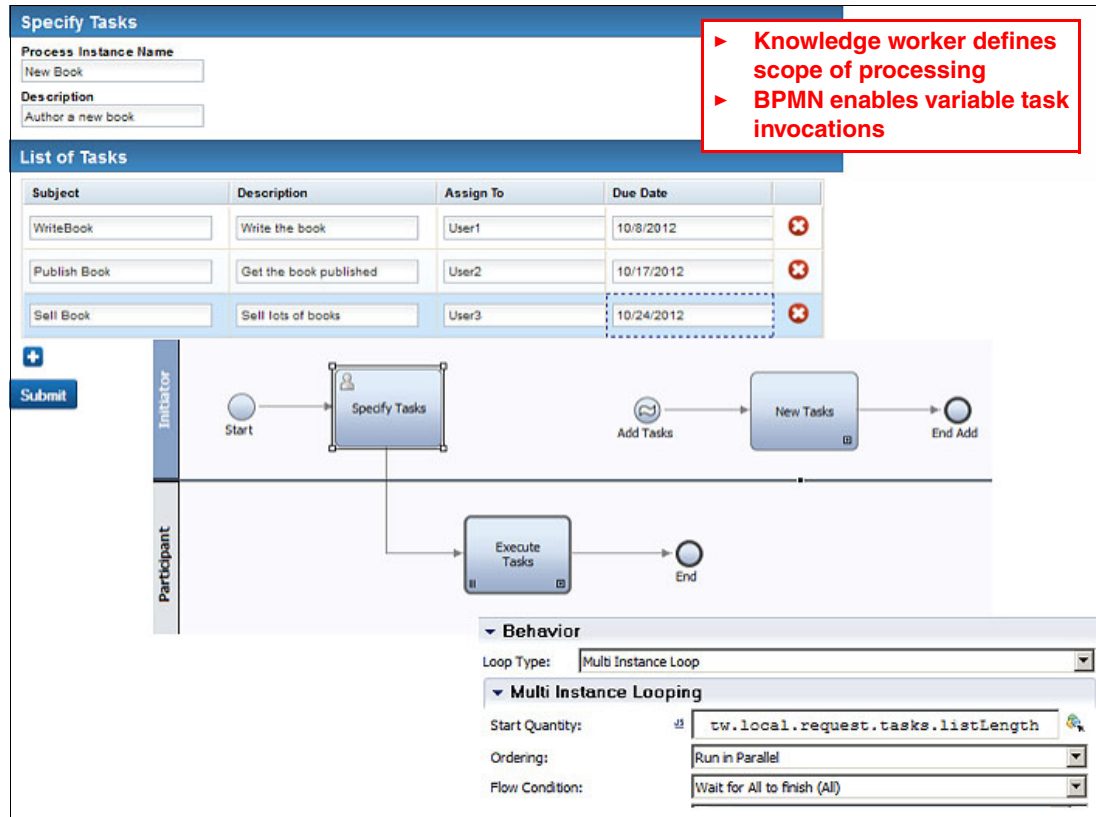 Specify Tasks
Process Instance Name
New Book
Description
Author a new book
► Knowledge worker defines
scope of processing
► BPMN enables variable task
invocations
List of Tasks
Subject Description Assign To Due Date
WriteBook Write the book User1 10/8/2012
Publish Book Get the book published User2 10/17/2012
Sell Book Sell lots of books User3 10/24/2012
Submit
Initiator
Start
Specify Tasks
Add Tasks
New Tasks
End Add
Participant
Execute
Tasks
End
Behavior
Loop Type: Multi Instance Loop
Multi Instance Looping
Start Quantity: JS tw.local.request.tasks.listLength
Ordering: Run in Parallel
Flow Condition: Wait for All to finish (All)